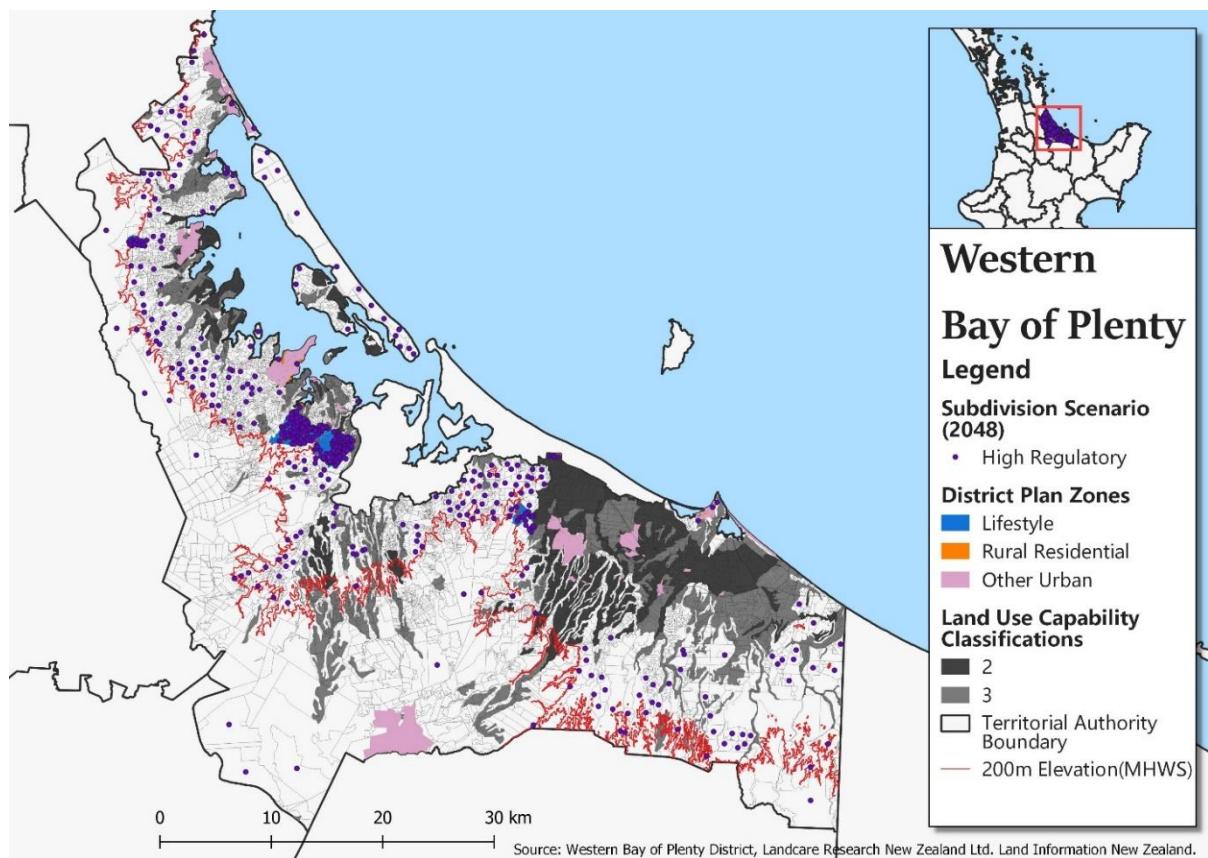 Western
Bay of Plenty
Legend
Subdivision Scenario
(2048)
High Regulatory
District Plan Zones
Lifestyle
Rural Residential
Other Urban
Land Use Capability
Classifications
2
3
Territorial Authority
Boundary
200m Elevation(MHWS)
0 10 20 30 km
Source: Western Bay of Plenty District, Landcare Research New Zealand Ltd. Land Information New Zealand.